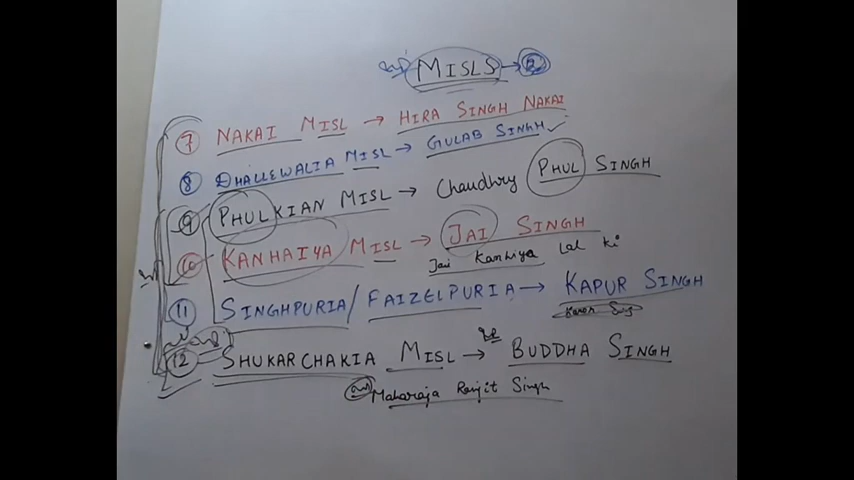 MISLS → 12
7 NAKAI MISL → HIRA SINGH NAKAI
8 DHALLEWALIA MISL → GULAB SINGH
9 PHULKIAN MISL → Chaudhry PHUL SINGH
10 KANHAIYA MISL → JAI SINGH
Jai Kanhiya Lal ki
11 SINGHPURIA/FAIZELPURIA → KAPUR SINGH
12 SHUKARCHAKIA MISL → BUDDHA SINGH
Maharaja Ranjit Singh